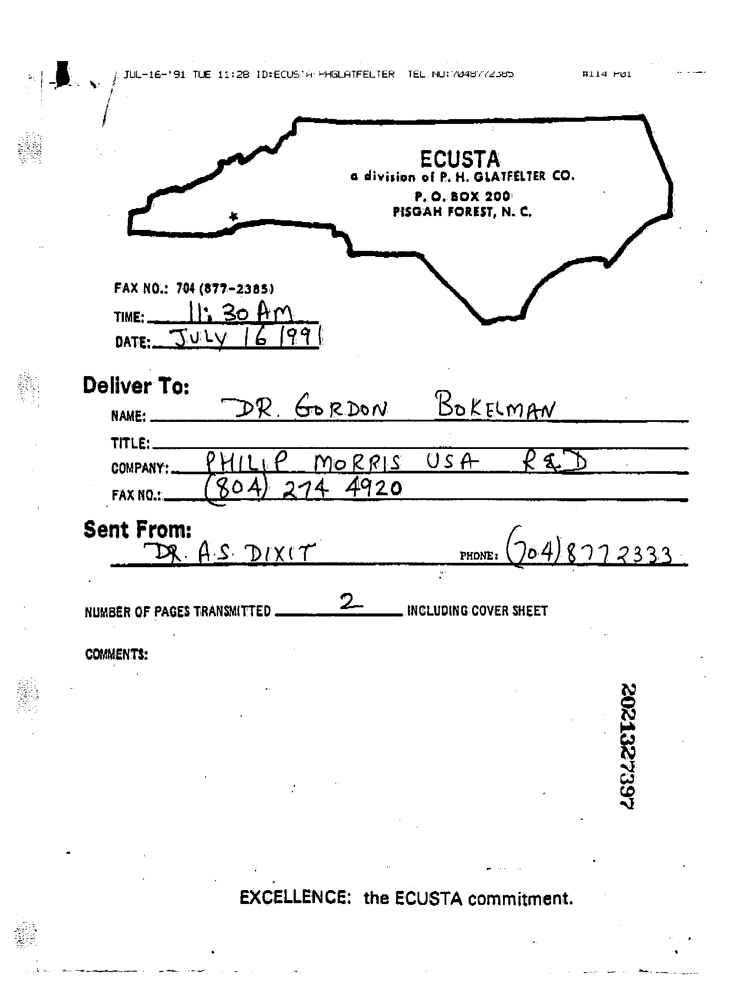 JUL-16-'91 TUE 11:28 ID:ECUSTA-PHGLATFELTER TEL NO:7048772385 #114 P01
ECUSTA
a division of P. H. GLATFELTER CO.
P. O. BOX 200
PISGAH FOREST, N. C.
FAX NO.: 704 (877-2385)
TIME: 11:30 AM
DATE: JULY 16 1991
Deliver To:
NAME: DR. GORDON BOKELMAN
TITLE:
COMPANY: PHILIP MORRIS USA R&D
FAX NO.: (804) 274 4920
Sent From:
DR. A.S. DIXIT PHONE: (704) 877 2333
NUMBER OF PAGES TRANSMITTED 2 INCLUDING COVER SHEET
COMMENTS:
2021327397
EXCELLENCE: the ECUSTA commitment.